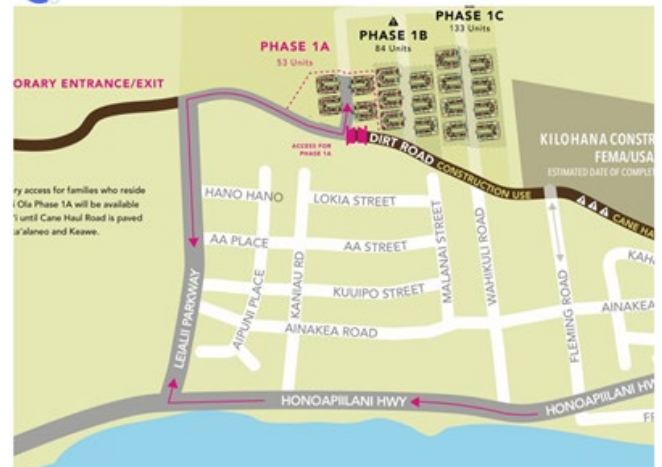 PHASE 1C
133 Units
PHASE 1B
84 Units
PHASE 1A
53 Units
ORARY ENTRANCE/EXIT
ACCESS FOR
PHASE 1A
DIRT ROAD CONSTRUCTION USE
KILOHANA CONSTR
FEMA/USA
ESTIMATED DATE OF COMPLET
CANE HA
ry access for families who reside
i Ola Phase 1A will be available
'i until Cane Haul Road is paved
ka'alaneo and Keawe.
HANO HANO
LOKIA STREET
AA PLACE
AA STREET
KUUIPO STREET
AINAKEA ROAD
AIPUNI PLACE
KANIAU RD
MALANAI STREET
WAHIKULI ROAD
FLEMING ROAD
KAH
AINAKEA
LEIALII PARKWAY
HONOAPIILANI HWY
HONOAPIILANI HW